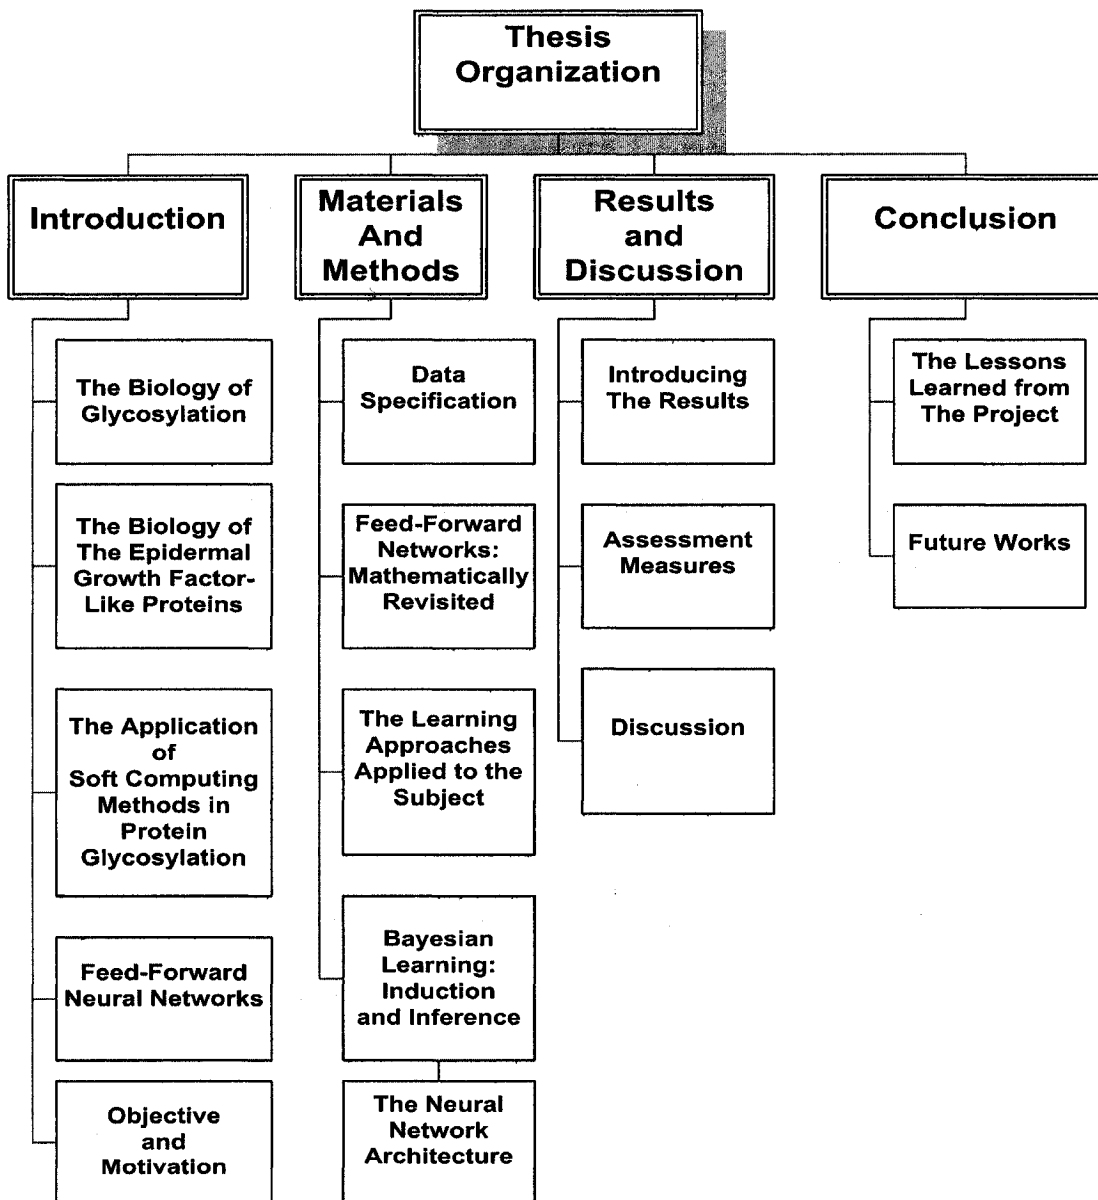 Thesis
Organization
Introduction
Materials
And
Methods
Results
and
Discussion
Conclusion
The Biology of
Glycosylation
The Biology of
The Epidermal
Growth Factor-
Like Proteins
The Application
of
Soft Computing
Methods in
Protein
Glycosylation
Feed-Forward
Neural Networks
Objective
and
Motivation
Data
Specification
Feed-Forward
Networks:
Mathematically
Revisited
The Learning
Approaches
Applied to the
Subject
Bayesian
Learning:
Induction
and Inference
The Neural
Network
Architecture
Introducing
The Results
Assessment
Measures
Discussion
The Lessons
Learned from
The Project
Future Works